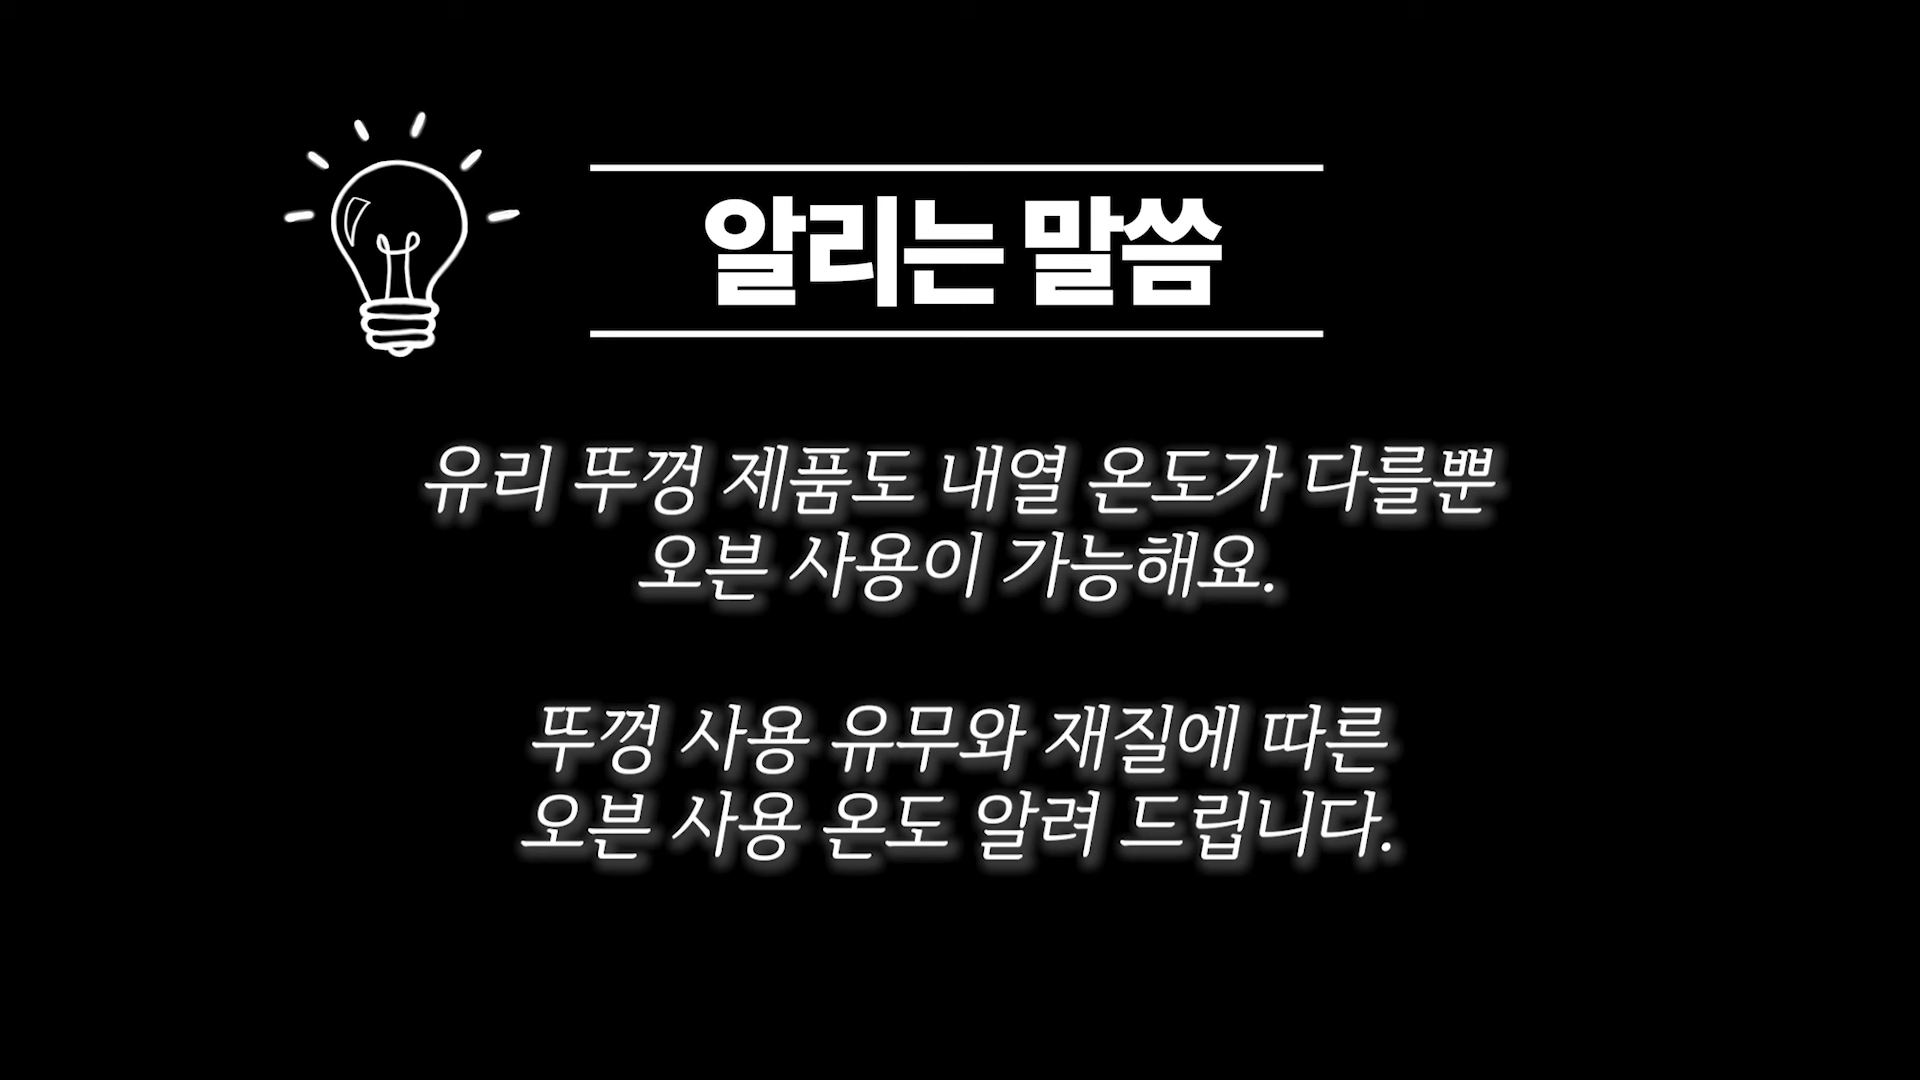 알리는 말씀
유리 뚜껑 제품도 내열 온도가 다를뿐
오븐 사용이 가능해요.
뚜껑 사용 유무와 재질에 따른
오븐 사용 온도 알려 드립니다.